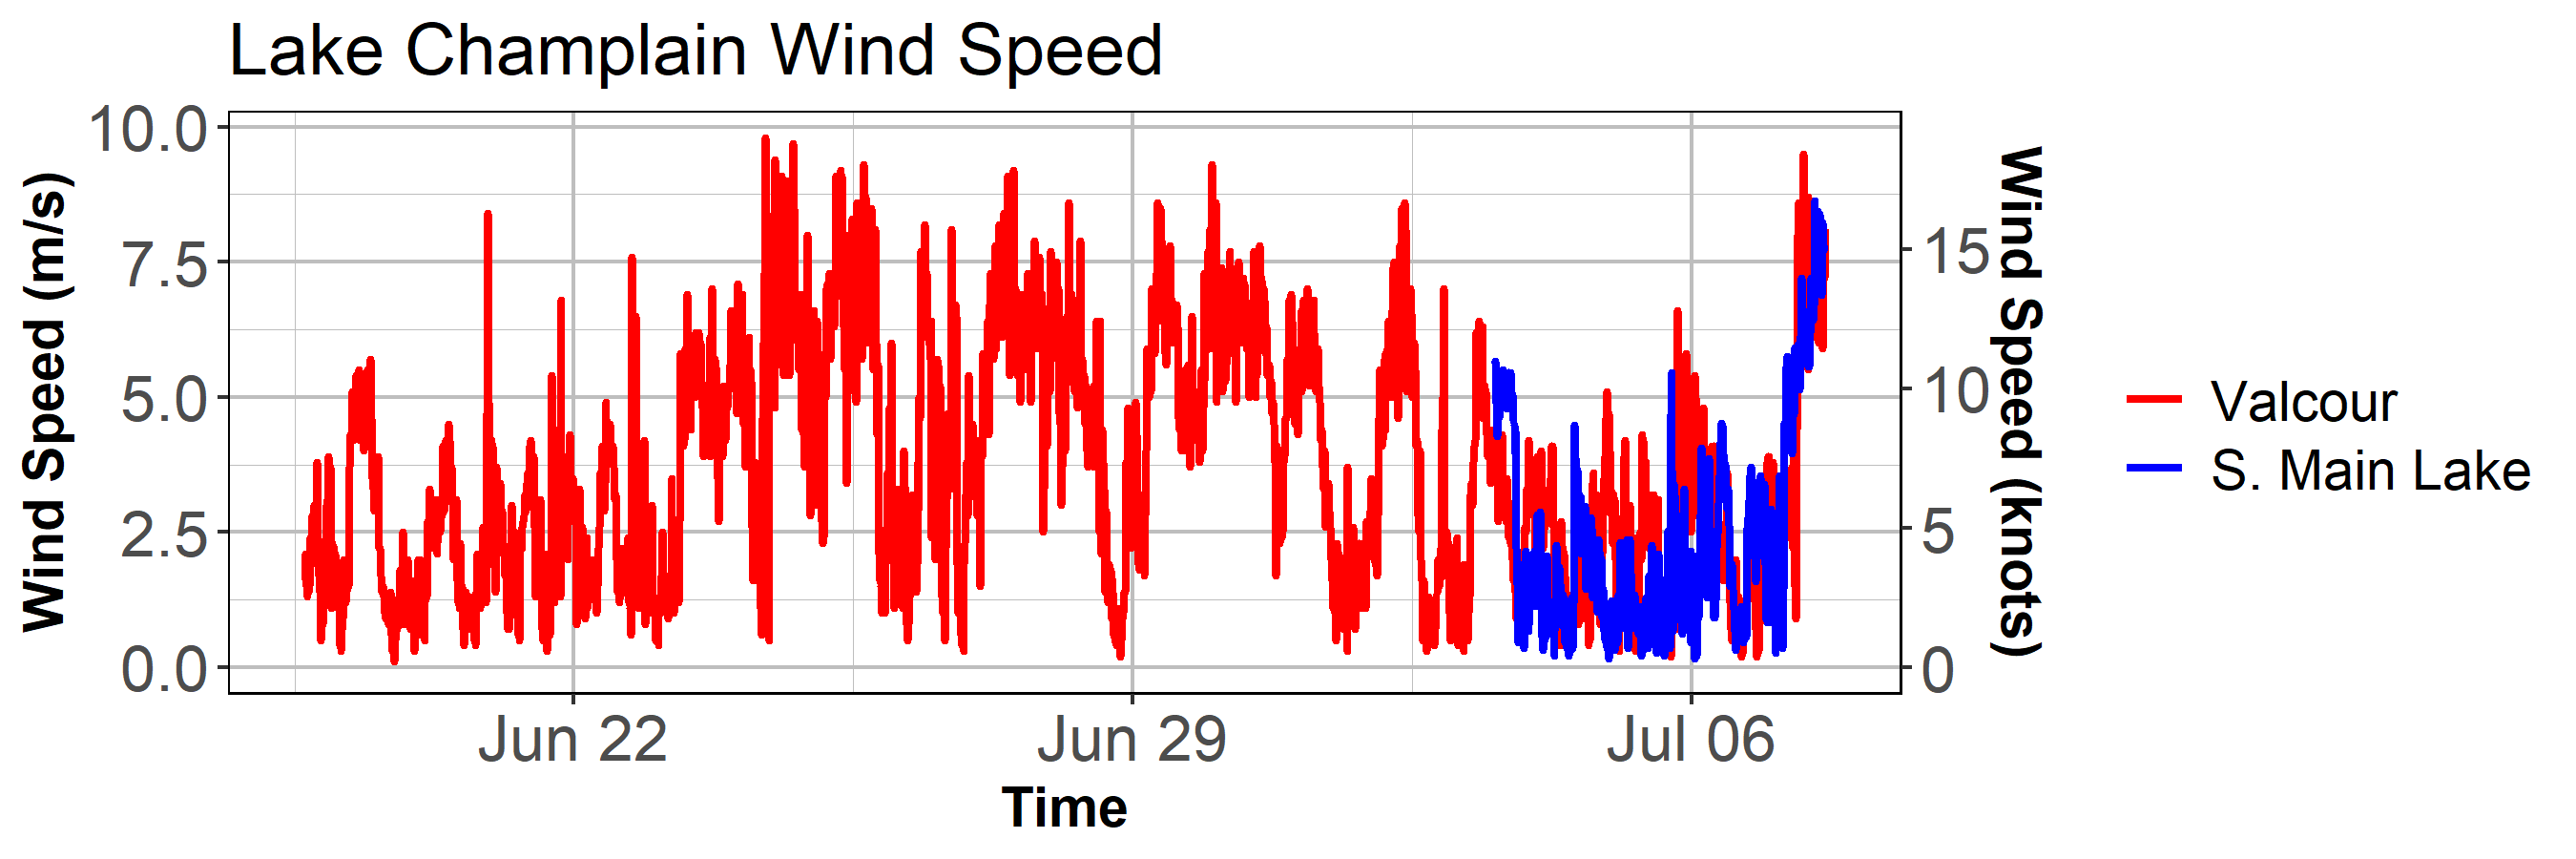 Lake Champlain Wind Speed
10.0
7.5
5.0
2.5
0.0
Wind Speed (m/s)
15
10
5
0
Wind Speed (knots)
Jun 22
Jun 29
Jul 06
Time
Valcour
S. Main Lake